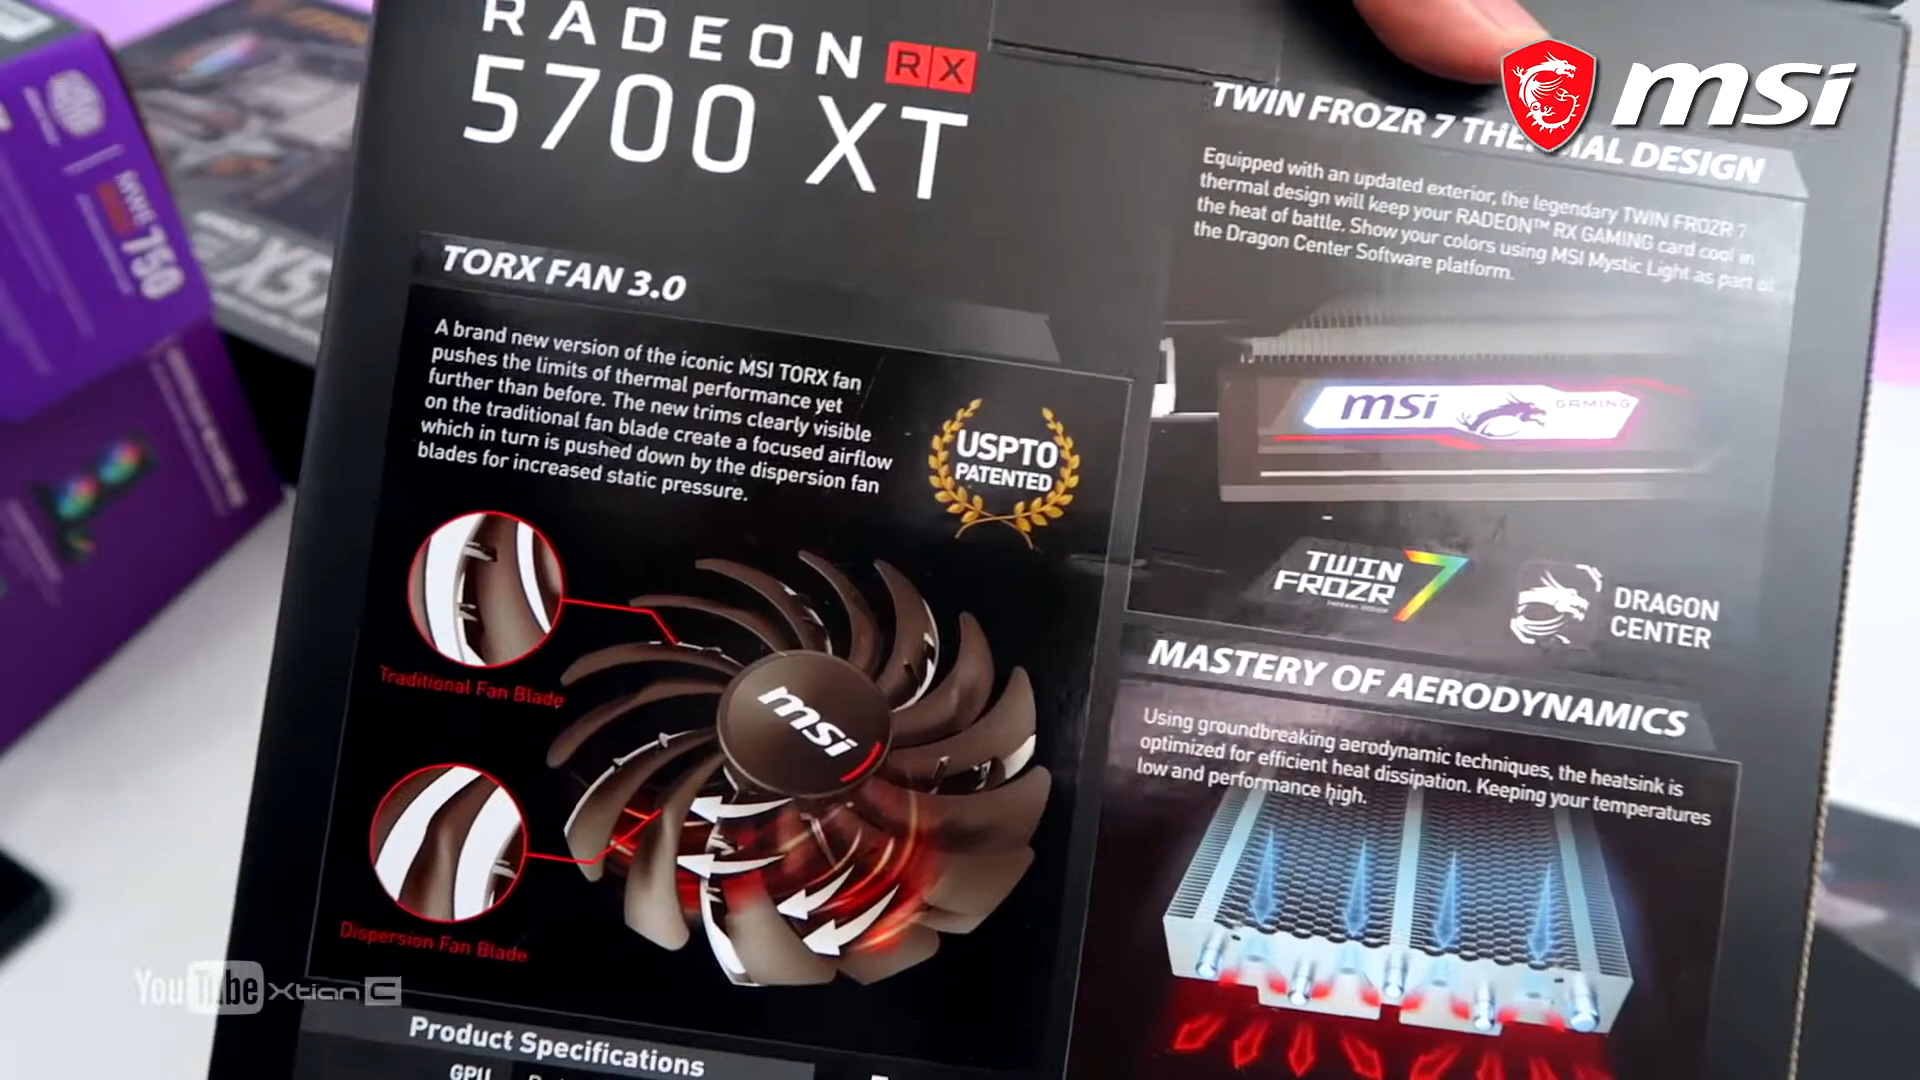 RADEON RX
5700 XT
TORX FAN 3.0
A brand new version of the iconic MSI TORX fan
pushes the limits of thermal performance yet
further than before. The new trims clearly visible
on the traditional fan blade create a focused airflow
which in turn is pushed down by the dispersion fan
blades for increased static pressure.
USPTO
PATENTED
Traditional Fan Blade
Dispersion Fan Blade
msi
Product Specifications
GPU
msi
TWIN FROZR 7 DESIGN
Equipped with an updated exterior, the legendary TWIN FROZR 7
thermal design will keep your RADEON™ RX GAMING card cool in
the heat of battle. Show your colors using MSI Mystic Light as part of
the Dragon Center Software platform.
msi GAMING
TWIN
FROZR 7
THERMAL DESIGN
DRAGON
CENTER
MASTERY OF AERODYNAMICS
Using groundbreaking aerodynamic techniques, the heatsink is
optimized for efficient heat dissipation. Keeping your temperatures
low and performance high.
MWE
750
YouTube Xtian C